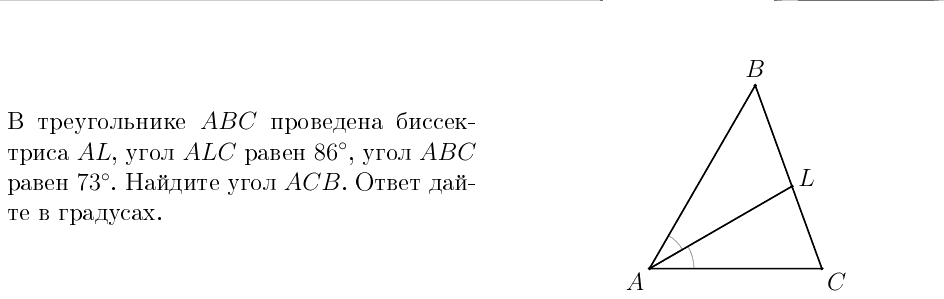 В треугольнике ABC проведена биссек-
триса AL, угол ALC равен 86°, угол ABC
равен 73°. Найдите угол ACB. Ответ дай-
те в градусах.
B
L
A
C